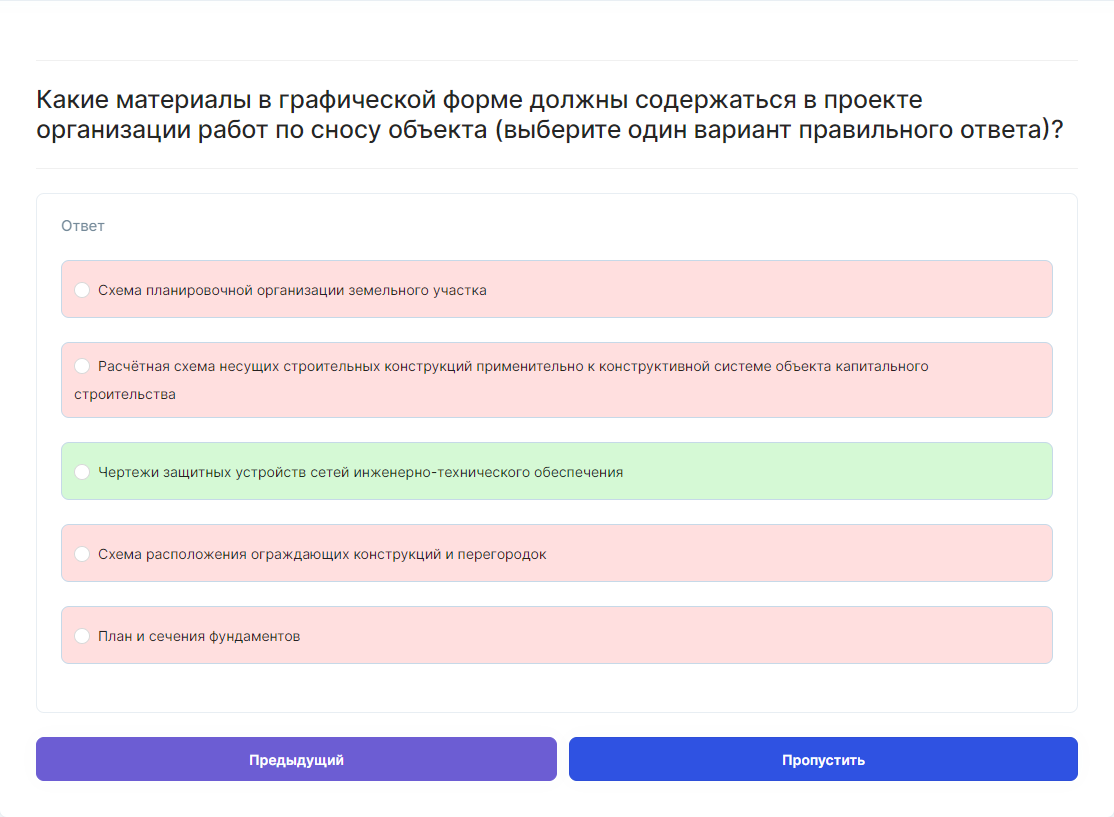 Какие материалы в графической форме должны содержаться в проекте
организации работ по сносу объекта (выберите один вариант правильного ответа)?
Ответ
Схема планировочной организации земельного участка
Расчётная схема несущих строительных конструкций применительно к конструктивной системе объекта капитального
строительства
Чертежи защитных устройств сетей инженерно-технического обеспечения
Схема расположения ограждающих конструкций и перегородок
План и сечения фундаментов
Предыдущий
Пропустить